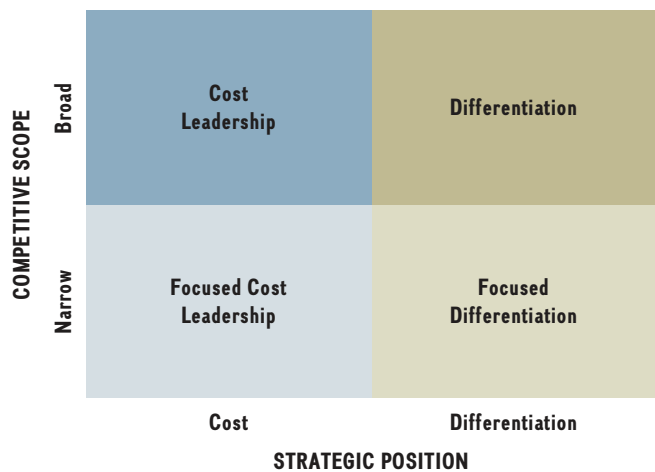 COMPETITIVE SCOPE
Broad
Narrow
Cost
Leadership
Differentiation
Focused Cost
Leadership
Focused
Differentiation
Cost
Differentiation
STRATEGIC POSITION